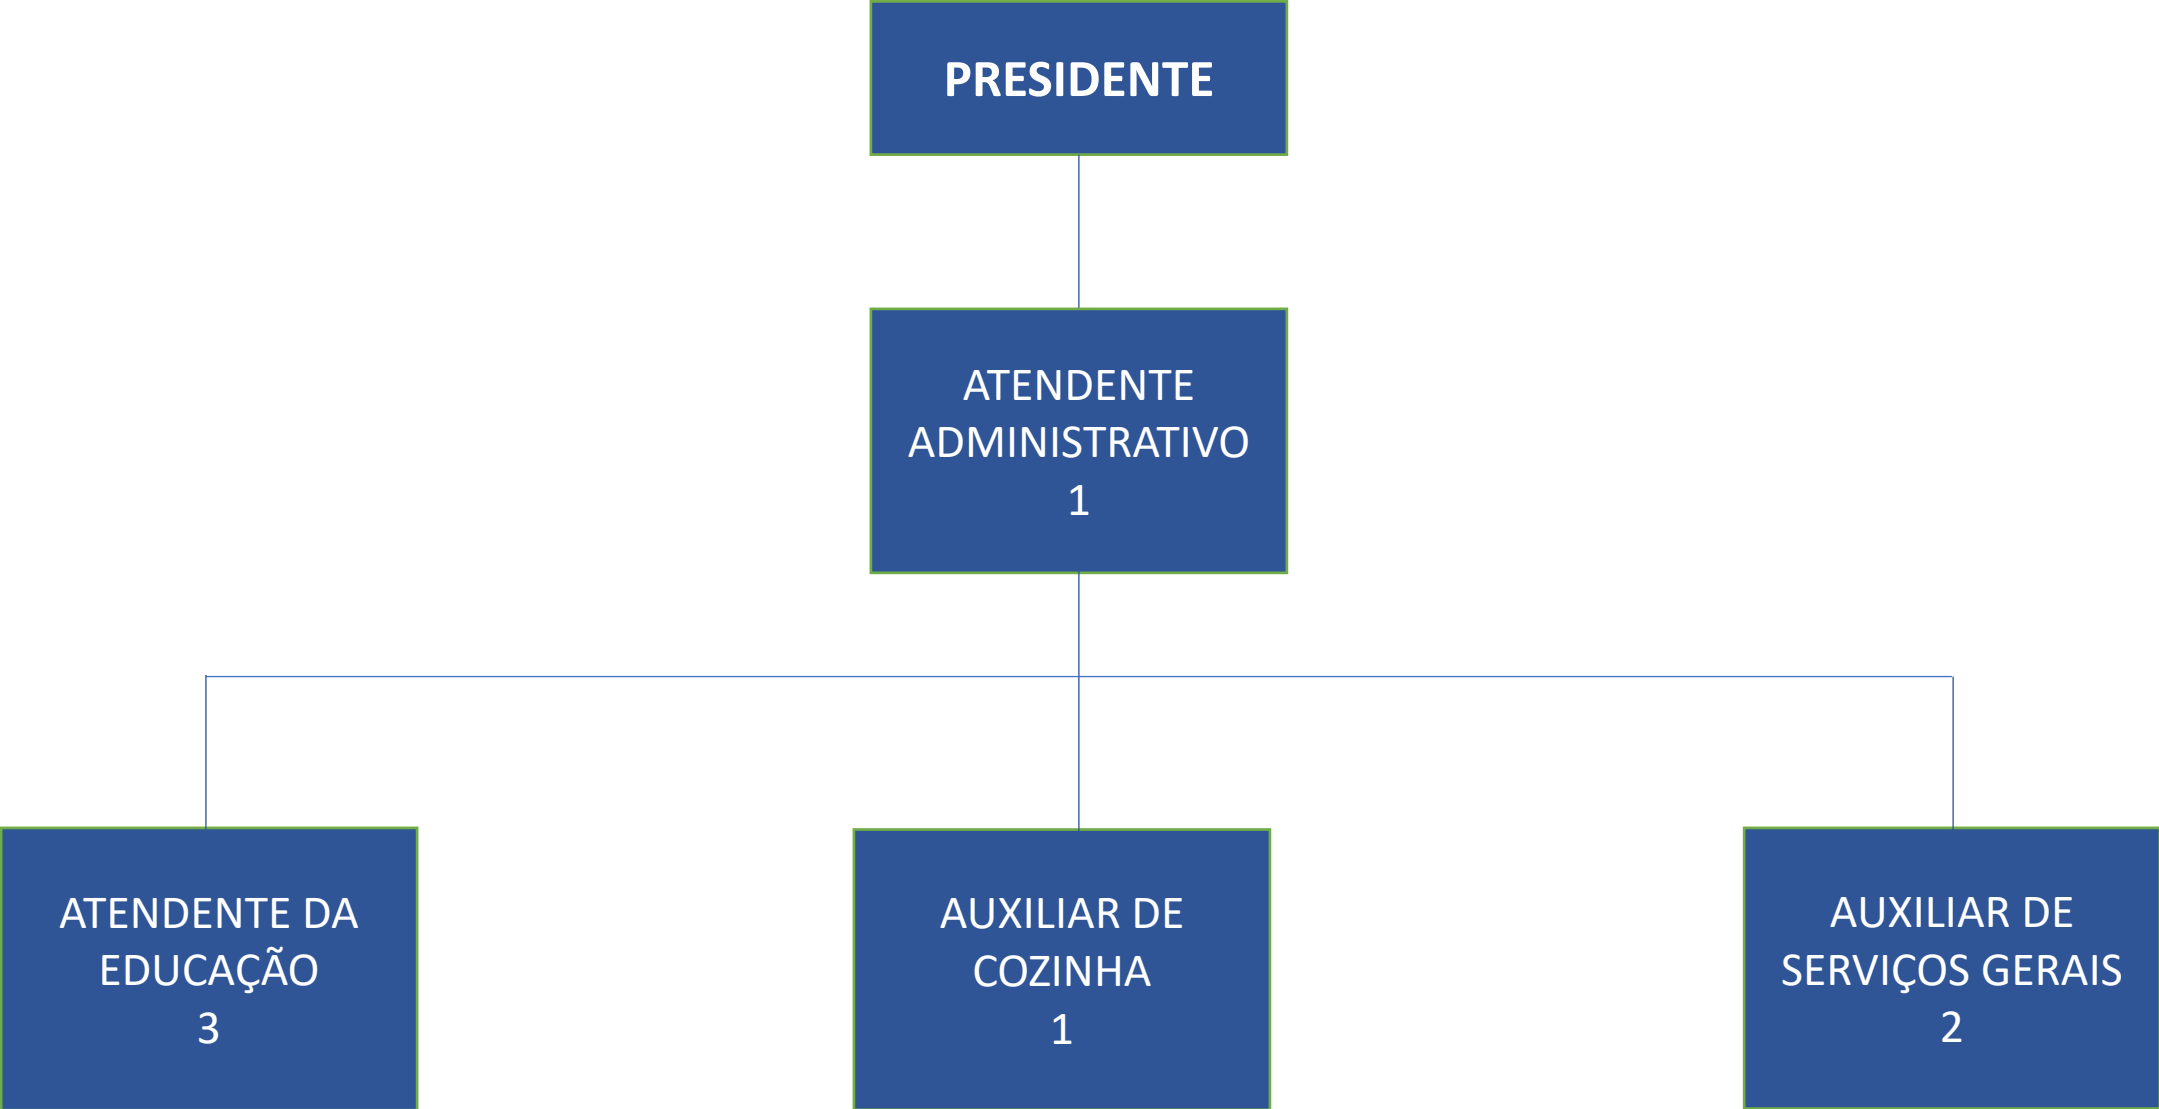 PRESIDENTE
ATENDENTE
ADMINISTRATIVO
1
ATENDENTE DA
EDUCAÇÃO
3
AUXILIAR DE
COZINHA
1
AUXILIAR DE
SERVIÇOS GERAIS
2